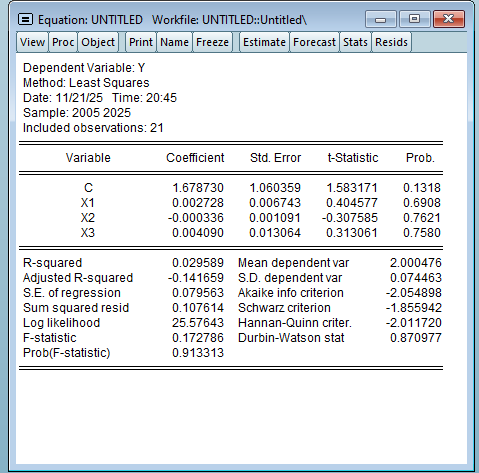 Equation: UNTITLED Workfile: UNTITLED::Untitled\
View Proc Object Print Name Freeze Estimate Forecast Stats Resids
Dependent Variable: Y
Method: Least Squares
Date: 11/21/25 Time: 20:45
Sample: 2005 2025
Included observations: 21
Variable Coefficient Std. Error t-Statistic Prob.
C 1.678730 1.060359 1.583171 0.1318
X1 0.002728 0.006743 0.404577 0.6908
X2 -0.000336 0.001091 -0.307585 0.7621
X3 0.004090 0.013064 0.313061 0.7580
R-squared 0.029589 Mean dependent var 2.000476
Adjusted R-squared -0.141659 S.D. dependent var 0.074463
S.E. of regression 0.079563 Akaike info criterion -2.054898
Sum squared resid 0.107614 Schwarz criterion -1.855942
Log likelihood 25.57643 Hannan-Quinn criter. -2.011720
F-statistic 0.172786 Durbin-Watson stat 0.870977
Prob(F-statistic) 0.913313